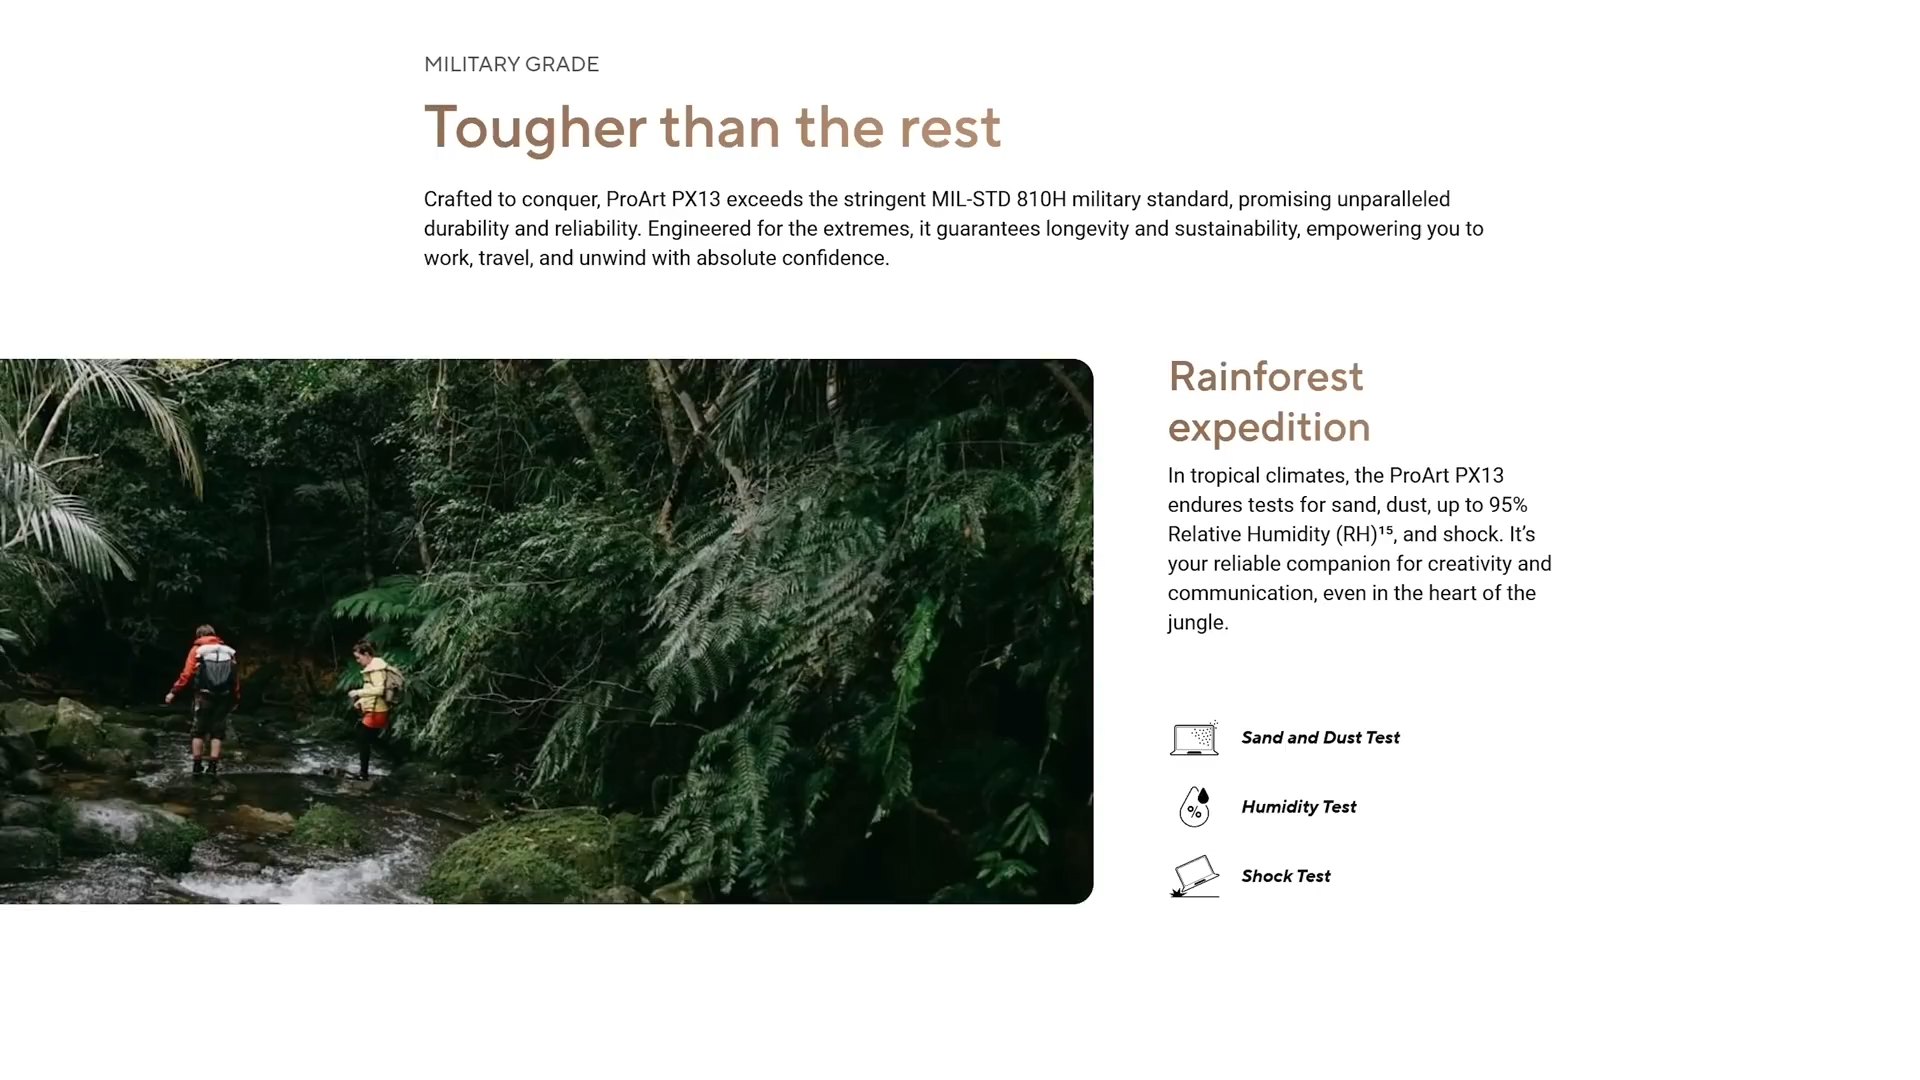 MILITARY GRADE
Tougher than the rest
Crafted to conquer, ProArt PX13 exceeds the stringent MIL-STD 810H military standard, promising unparalleled
durability and reliability. Engineered for the extremes, it guarantees longevity and sustainability, empowering you to
work, travel, and unwind with absolute confidence.
Rainforest
expedition
In tropical climates, the ProArt PX13
endures tests for sand, dust, up to 95%
Relative Humidity (RH)¹⁵, and shock. It’s
your reliable companion for creativity and
communication, even in the heart of the
jungle.
Sand and Dust Test
%
Humidity Test
Shock Test